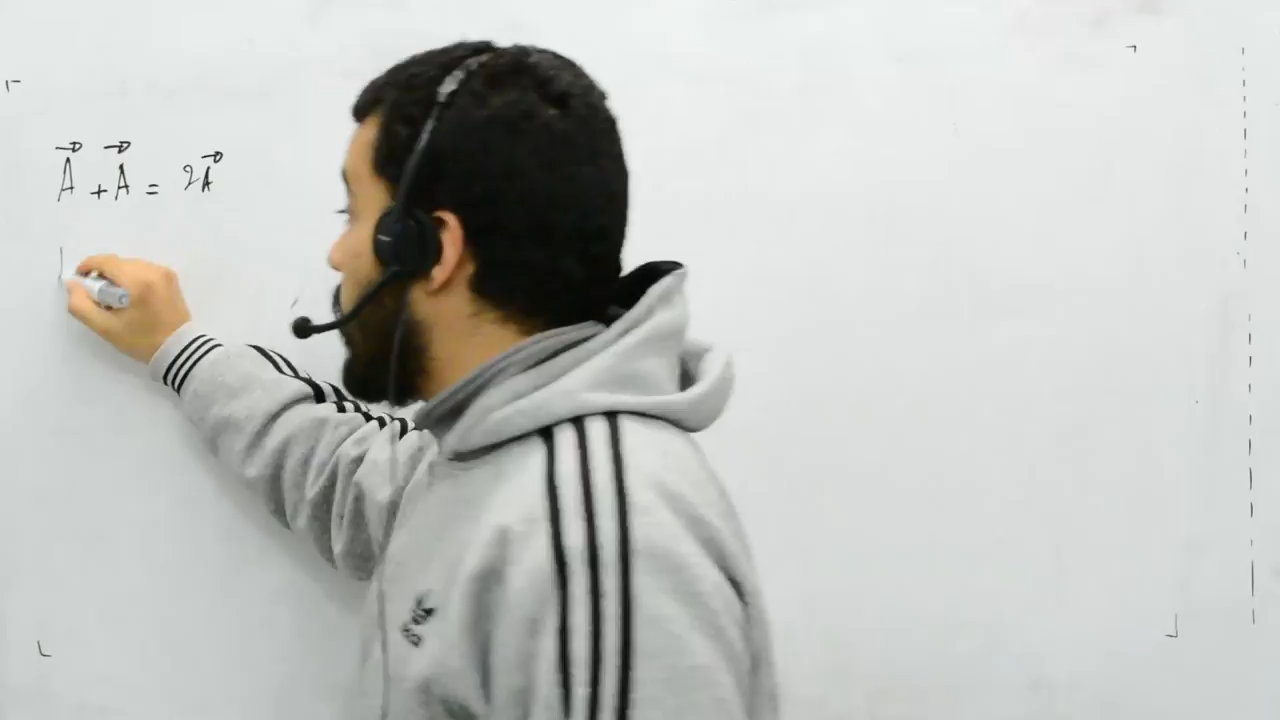 A⃗ + A⃗ = 2A⃗